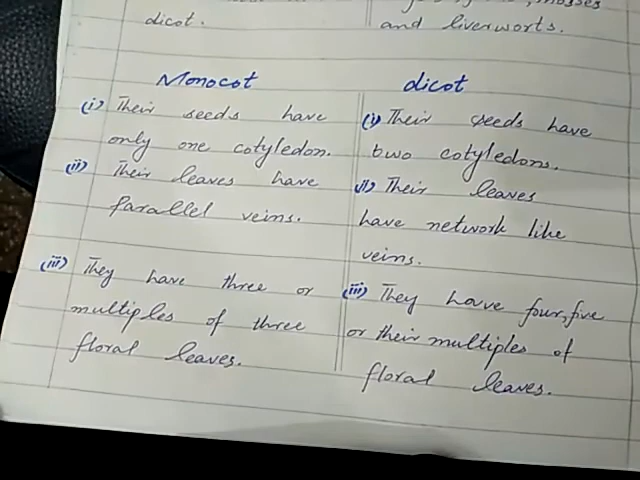 dicot.
mosses
and liverworts.
Monocot
(i) Their seeds have
only one cotyledon.
(ii) Their leaves have
parallel veins.
(iii) They have three or
multiples of three
floral leaves.
dicot
(i) Their seeds have
two cotyledons.
(ii) Their leaves
have network like
veins.
(iii) They have four, five
or their multiples of
floral leaves.